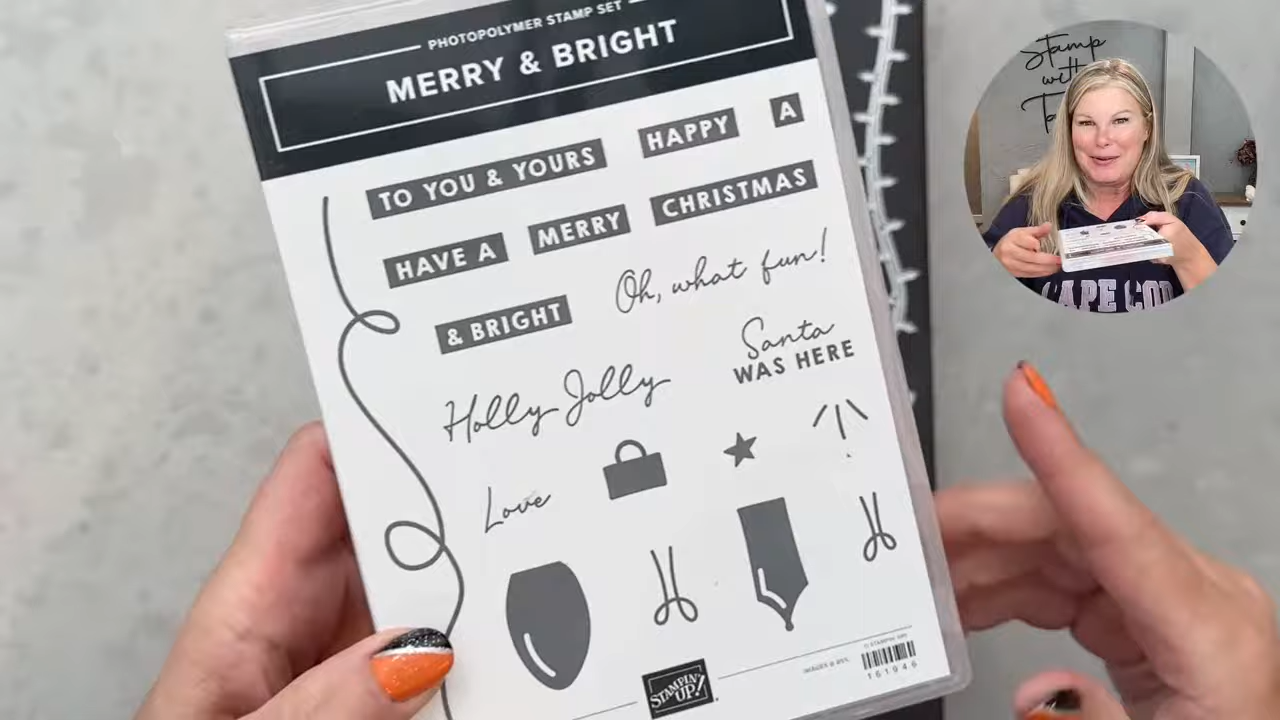 PHOTOPOLYMER STAMP SET
MERRY & BRIGHT
TO YOU & YOURS
HAPPY
A
HAVE A
MERRY
CHRISTMAS
& BRIGHT
Oh, what fun!
Santa
WAS HERE
Holly Jolly
Love
STAMPIN' UP!
161946
Stamp
with
CAPE COD